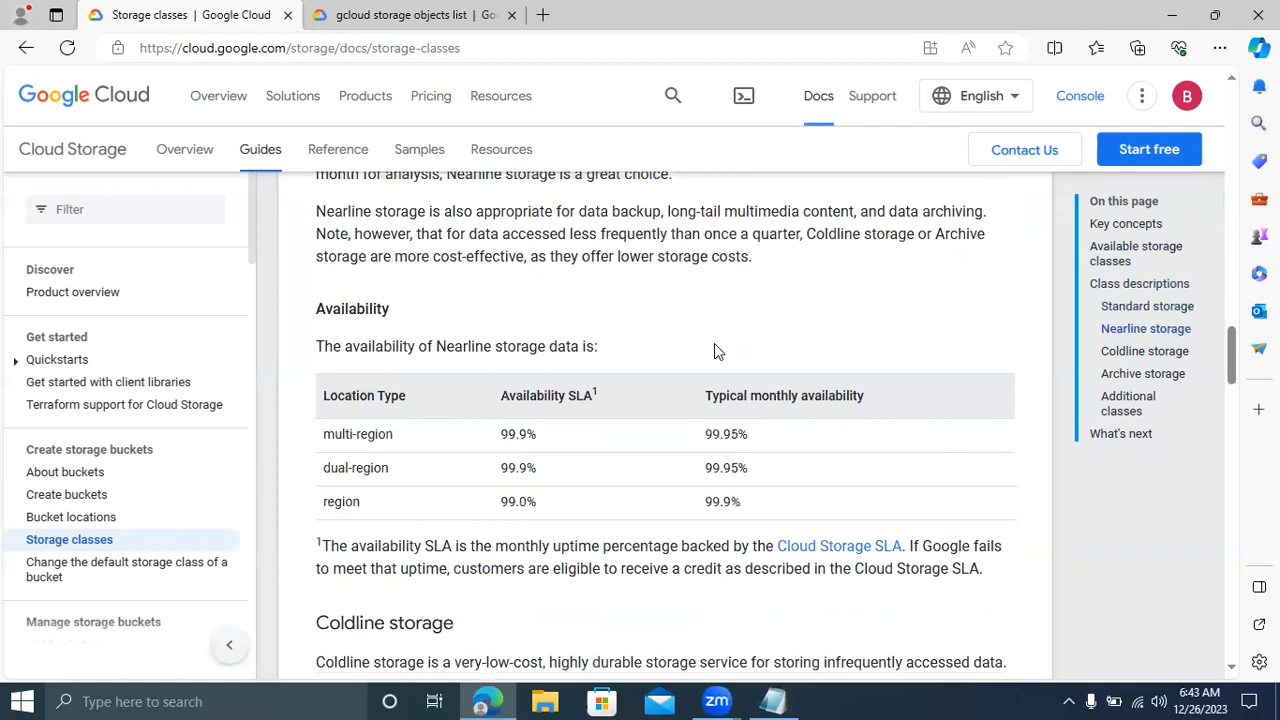 Storage classes | Google Cloud
gcloud storage objects list | Go
https://cloud.google.com/storage/docs/storage-classes
Google Cloud
Overview
Solutions
Products
Pricing
Resources
Docs
Support
English
Console
B
Cloud Storage
Overview
Guides
Reference
Samples
Resources
Contact Us
Start free
Filter
Discover
Product overview
Get started
Quickstarts
Get started with client libraries
Terraform support for Cloud Storage
Create storage buckets
About buckets
Create buckets
Bucket locations
Storage classes
Change the default storage class of a
bucket
Manage storage buckets
month for analysis, Nearline storage is a great choice.
Nearline storage is also appropriate for data backup, long-tail multimedia content, and data archiving.
Note, however, that for data accessed less frequently than once a quarter, Coldline storage or Archive
storage are more cost-effective, as they offer lower storage costs.
Availability
The availability of Nearline storage data is:
Location Type Availability SLA1 Typical monthly availability
multi-region 99.9% 99.95%
dual-region 99.9% 99.95%
region 99.0% 99.9%
1The availability SLA is the monthly uptime percentage backed by the Cloud Storage SLA. If Google fails
to meet that uptime, customers are eligible to receive a credit as described in the Cloud Storage SLA.
Coldline storage
Coldline storage is a very-low-cost, highly durable storage service for storing infrequently accessed data.
On this page
Key concepts
Available storage
classes
Class descriptions
Standard storage
Nearline storage
Coldline storage
Archive storage
Additional
classes
What's next
Type here to search
zm
6:43 AM
12/26/2023